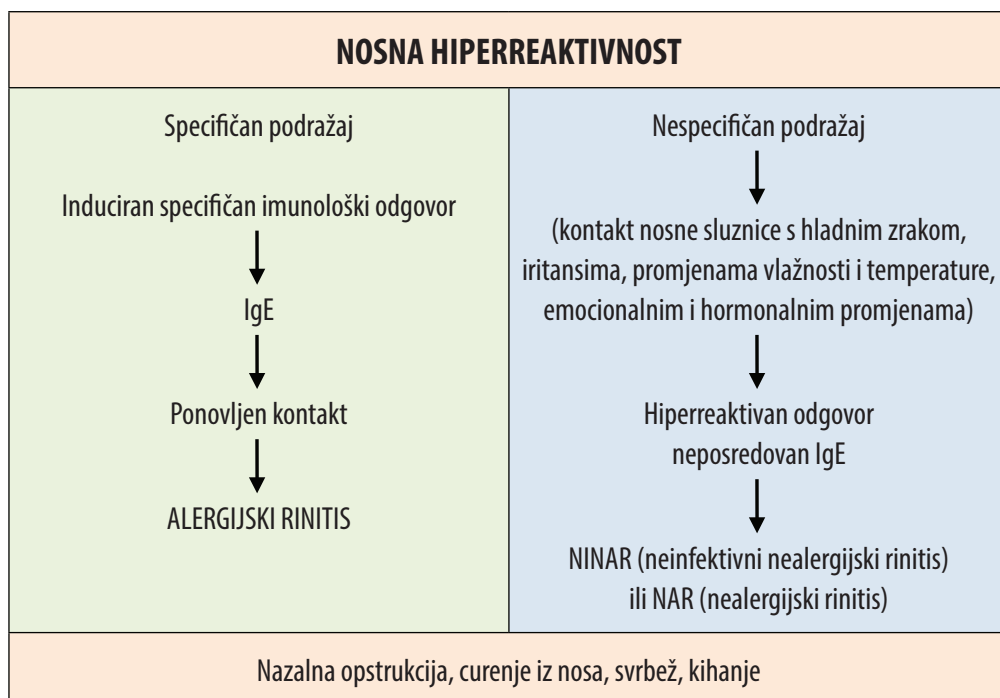 NOSNA HIPERREAKTIVNOST
Specifičan podražaj
Induciran specifičan imunološki odgovor
IgE
Ponovljen kontakt
ALERGIJSKI RINITIS
Nespecifičan podražaj
(kontakt nosne sluznice s hladnim zrakom,
iritansima, promjenama vlažnosti i temperature,
emocionalnim i hormonalnim promjenama)
Hiperreaktivan odgovor
neposredovan IgE
NINAR (neinfektivni nealergijski rinitis)
ili NAR (nealergijski rinitis)
Nazalna opstrukcija, curenje iz nosa, svrbež, kihanje